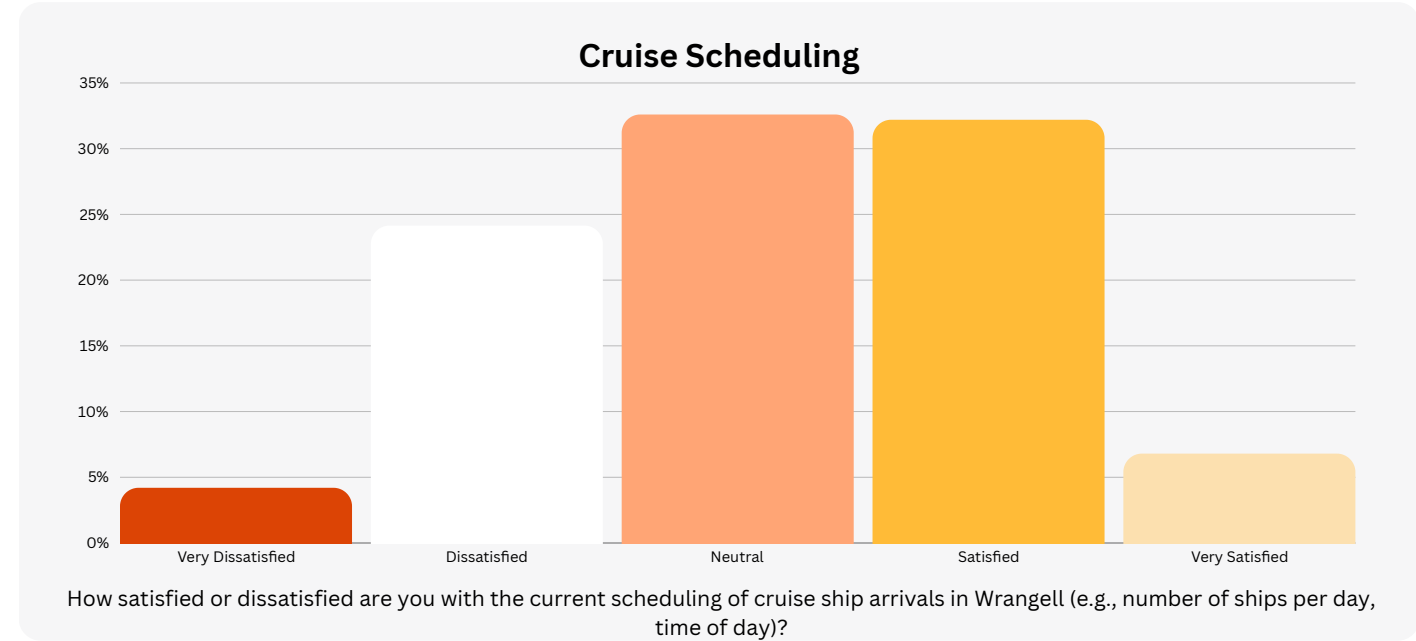 Cruise Scheduling
35%
30%
25%
20%
15%
10%
5%
0%
Very Dissatisfied
Dissatisfied
Neutral
Satisfied
Very Satisfied
How satisfied or dissatisfied are you with the current scheduling of cruise ship arrivals in Wrangell (e.g., number of ships per day,
time of day)?